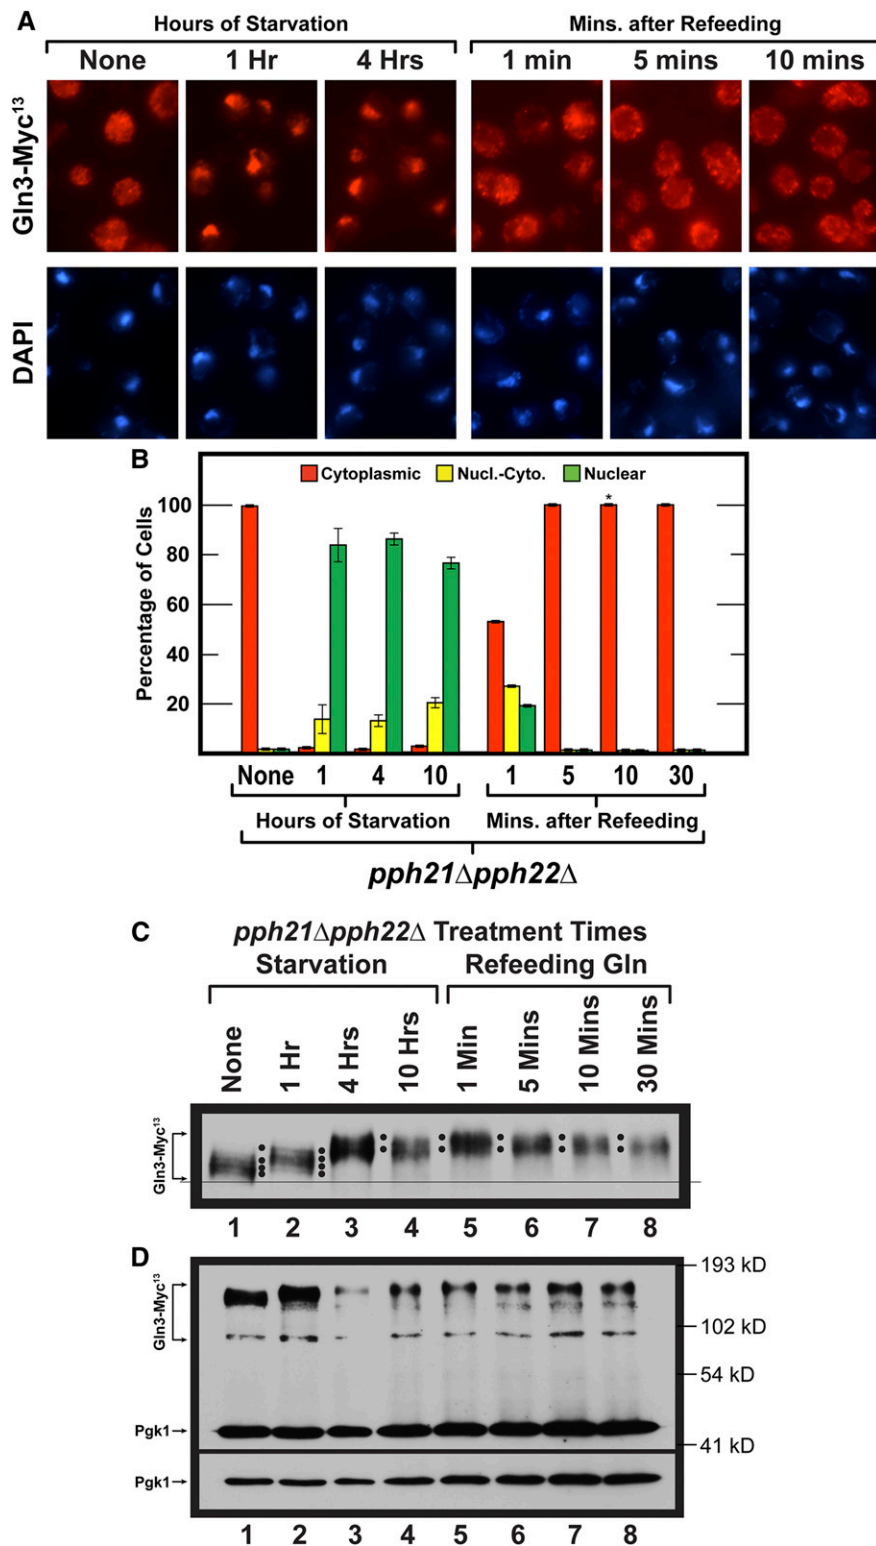 A
Hours of Starvation
Mins. after Refeeding
None
1 Hr
4 Hrs
1 min
5 mins
10 mins
Gln3-Myc¹³
DAPI
B
Cytoplasmic
Nucl.-Cyto.
Nuclear
Percentage of Cells
100
80
60
40
20
*
None
1
4
10
1
5
10
30
Hours of Starvation
Mins. after Refeeding
pph21Δpph22Δ
C
pph21Δpph22Δ Treatment Times
Starvation
Refeeding Gln
None
1 Hr
4 Hrs
10 Hrs
1 Min
5 Mins
10 Mins
30 Mins
Gln3-Myc¹³
1 2 3 4 5 6 7 8
D
Gln3-Myc¹³
193 kD
102 kD
54 kD
41 kD
Pgk1
Pgk1
1 2 3 4 5 6 7 8